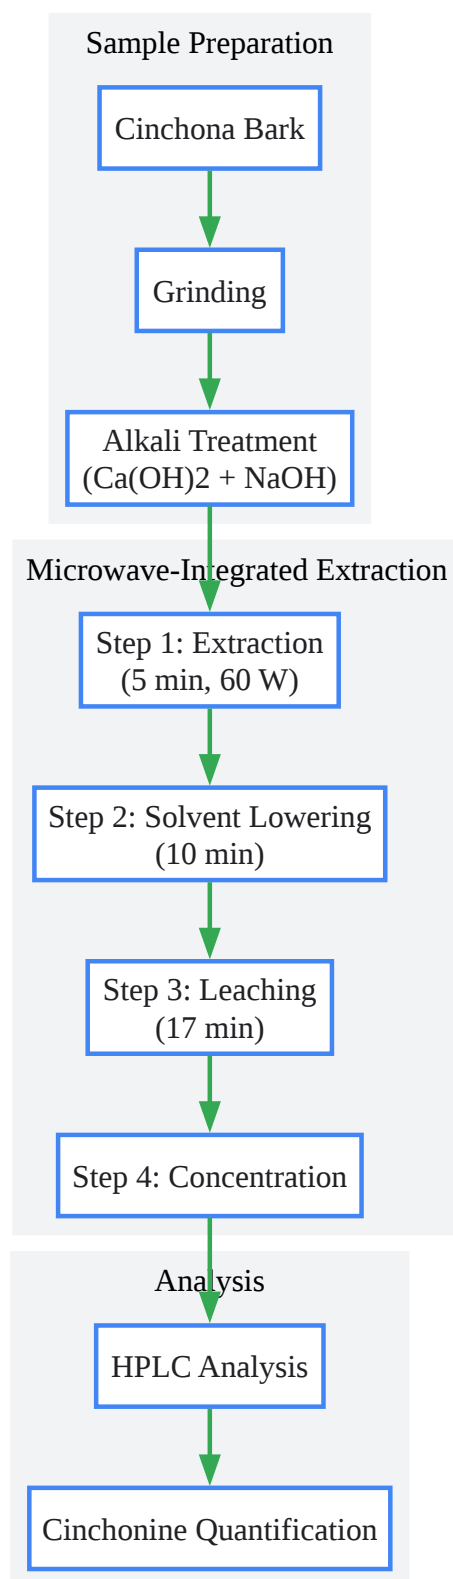 Sample Preparation
Cinchona Bark
Grinding
Alkali Treatment
(Ca(OH)2 + NaOH)
Microwave-Integrated Extraction
Step 1: Extraction
(5 min, 60 W)
Step 2: Solvent Lowering
(10 min)
Step 3: Leaching
(17 min)
Step 4: Concentration
Analysis
HPLC Analysis
Cinchonine Quantification